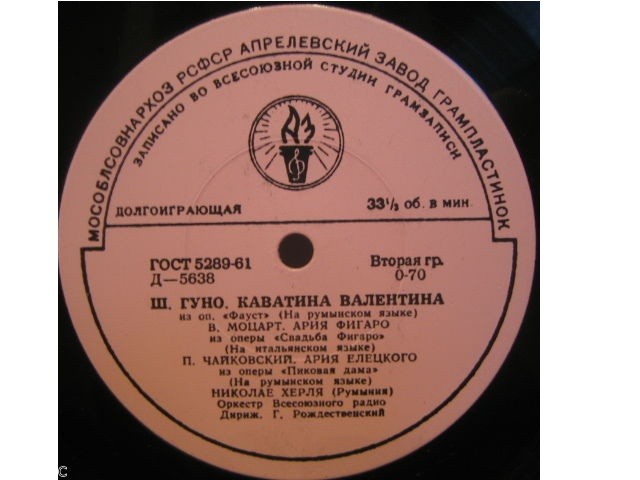 МОСОБЛСОВНАРХОЗ РСФСР АПРЕЛЕВСКИЙ ЗАВОД ГРАМПЛАСТИНОК
ЗАПИСАНО ВО ВСЕСОЮЗНОЙ СТУДИИ ГРАМЗАПИСИ
АЗ
ДОЛГОИГРАЮЩАЯ 33⅓ об. в мин.
ГОСТ 5289-61 Вторая гр.
Д—5638 0-70
Ш. ГУНО. КАВАТИНА ВАЛЕНТИНА
из оп. «Фауст» (На румынском языке)
В. МОЦАРТ. АРИЯ ФИГАРО
из оперы «Свадьба Фигаро»
(На итальянском языке)
П. ЧАЙКОВСКИЙ. АРИЯ ЕЛЕЦКОГО
из оперы «Пиковая дама»
(На румынском языке)
НИКОЛАЕ ХЕРЛЯ (Румыния)
Оркестр Всесоюзного радио
Дириж. Г. Рождественский
C